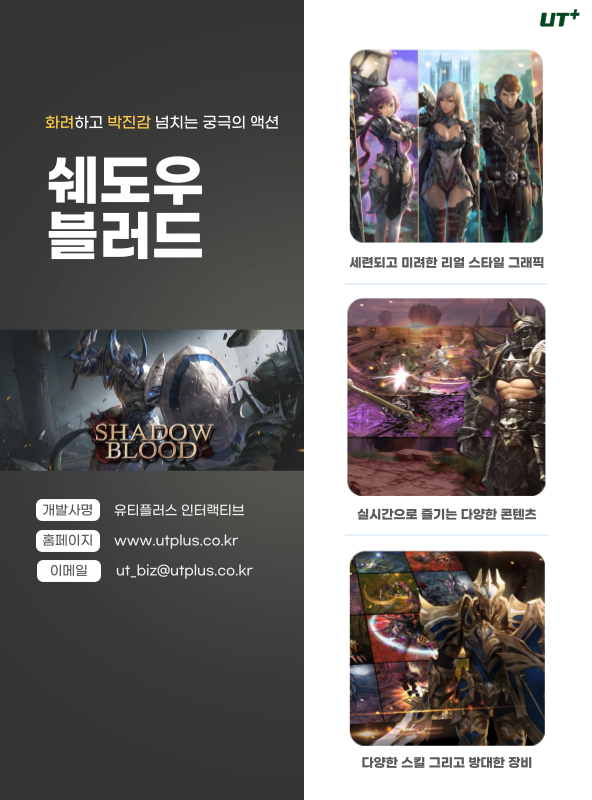 화려하고 박진감 넘치는 궁극의 액션
쉐도우
블러드
SHADOW
BLOOD
개발사명 유티플러스 인터랙티브
홈페이지 www.utplus.co.kr
이메일 ut_biz@utplus.co.kr
UT+
세련되고 미려한 리얼 스타일 그래픽
실시간으로 즐기는 다양한 콘텐츠
다양한 스킬 그리고 방대한 장비